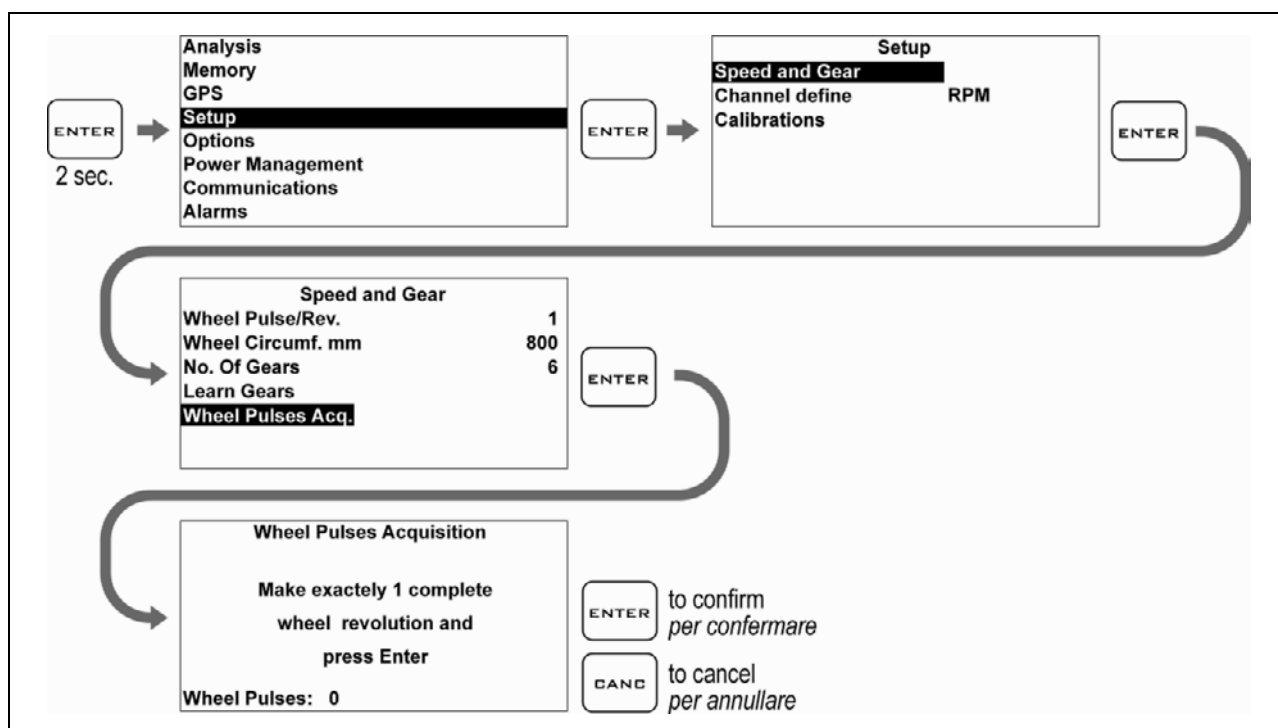 Analysis
Memory
GPS
Setup
Options
Power Management
Communications
Alarms
ENTER
2 sec.
ENTER
Setup
Speed and Gear
Channel define RPM
Calibrations
ENTER
Speed and Gear
Wheel Pulse/Rev. 1
Wheel Circumf. mm 800
No. Of Gears 6
Learn Gears
Wheel Pulses Acq.
ENTER
Wheel Pulses Acquisition
Make exactely 1 complete
wheel revolution and
press Enter
Wheel Pulses: 0
ENTER
to confirm
per confermare
CANC
to cancel
per annullare